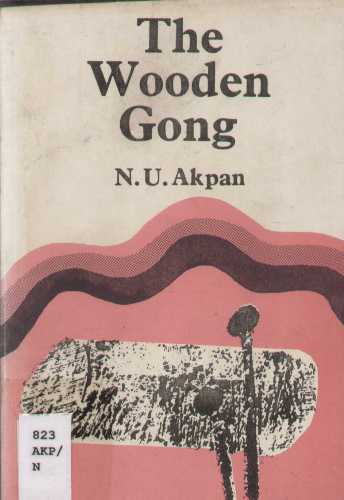 The
Wooden
Gong
N. U. Akpan
823
AKP/
N